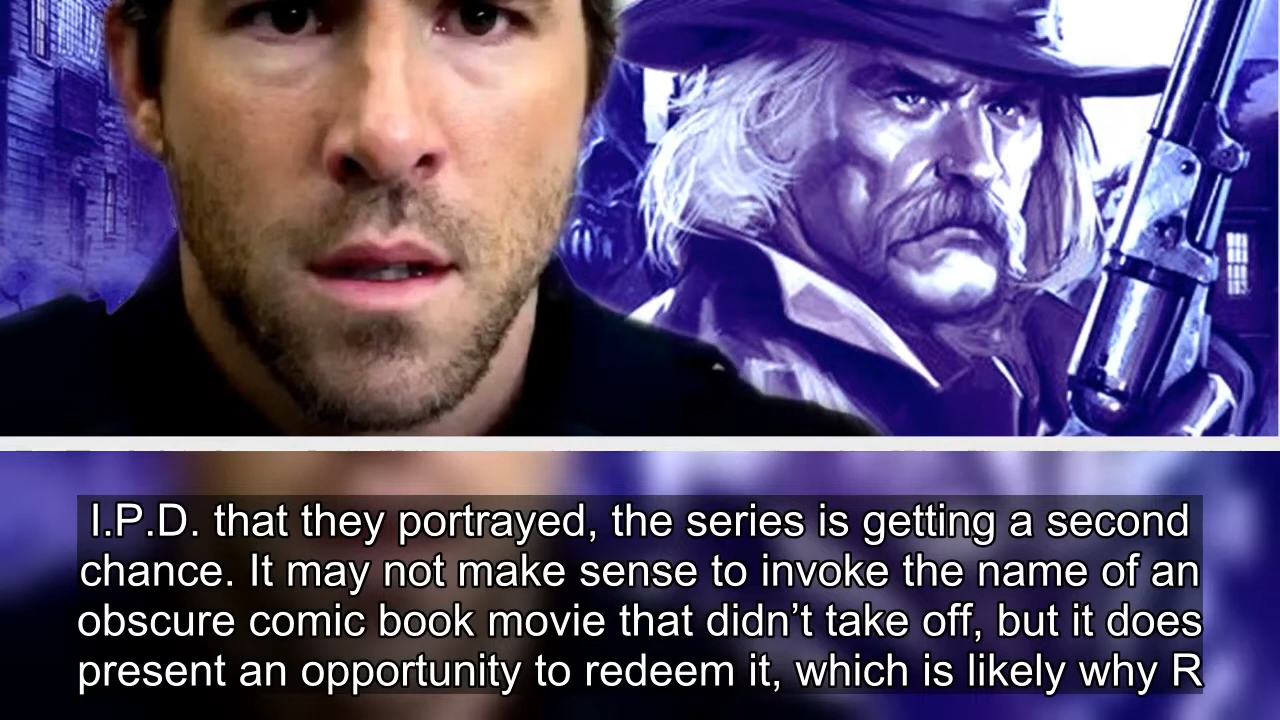 I.P.D. that they portrayed, the series is getting a second
chance. It may not make sense to invoke the name of an
obscure comic book movie that didn’t take off, but it does
present an opportunity to redeem it, which is likely why R